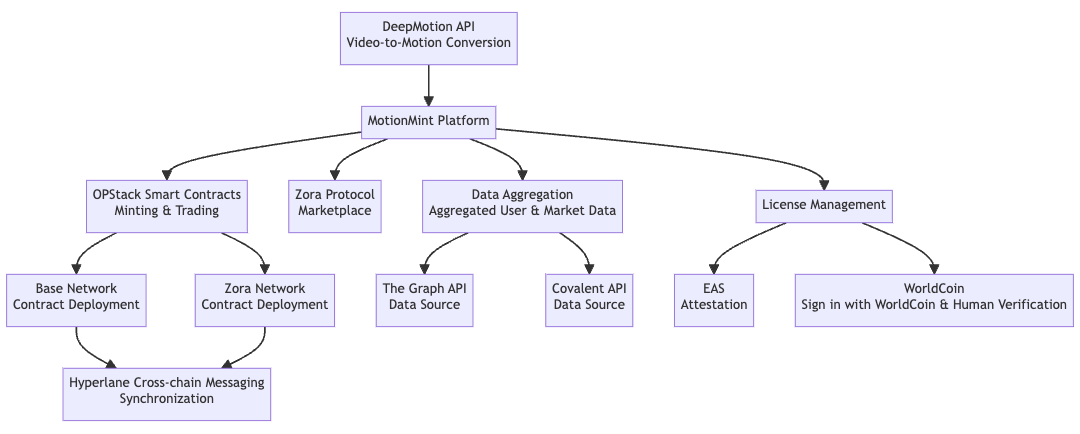 DeepMotion API
Video-to-Motion Conversion
MotionMint Platform
OPStack Smart Contracts
Minting & Trading
Zora Protocol
Marketplace
Data Aggregation
Aggregated User & Market Data
License Management
Base Network
Contract Deployment
Zora Network
Contract Deployment
The Graph API
Data Source
Covalent API
Data Source
EAS
Attestation
WorldCoin
Sign in with WorldCoin & Human Verification
Hyperlane Cross-chain Messaging
Synchronization